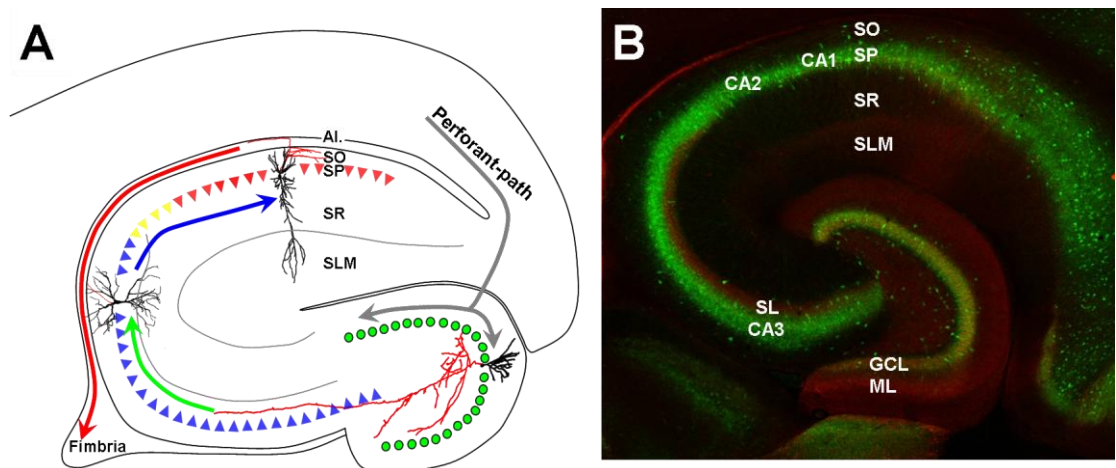 A
Al.
SO
SP
SR
SLM
Perforant-path
Fimbria
B
SO
CA1
SP
CA2
SR
SLM
SL
CA3
GCL
ML